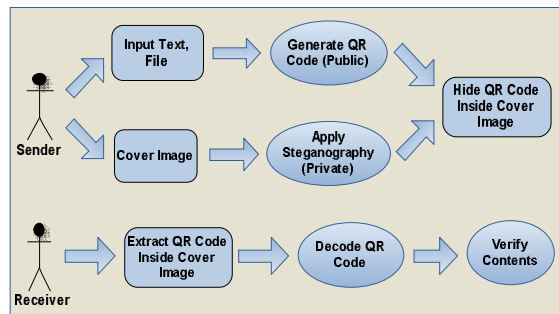 Input Text,
File
Generate QR
Code (Public)
Hide QR Code
Inside Cover
Image
Sender
Cover Image
Apply
Steganography
(Private)
Extract QR Code
Inside Cover
Image
Decode QR
Code
Verify
Contents
Receiver